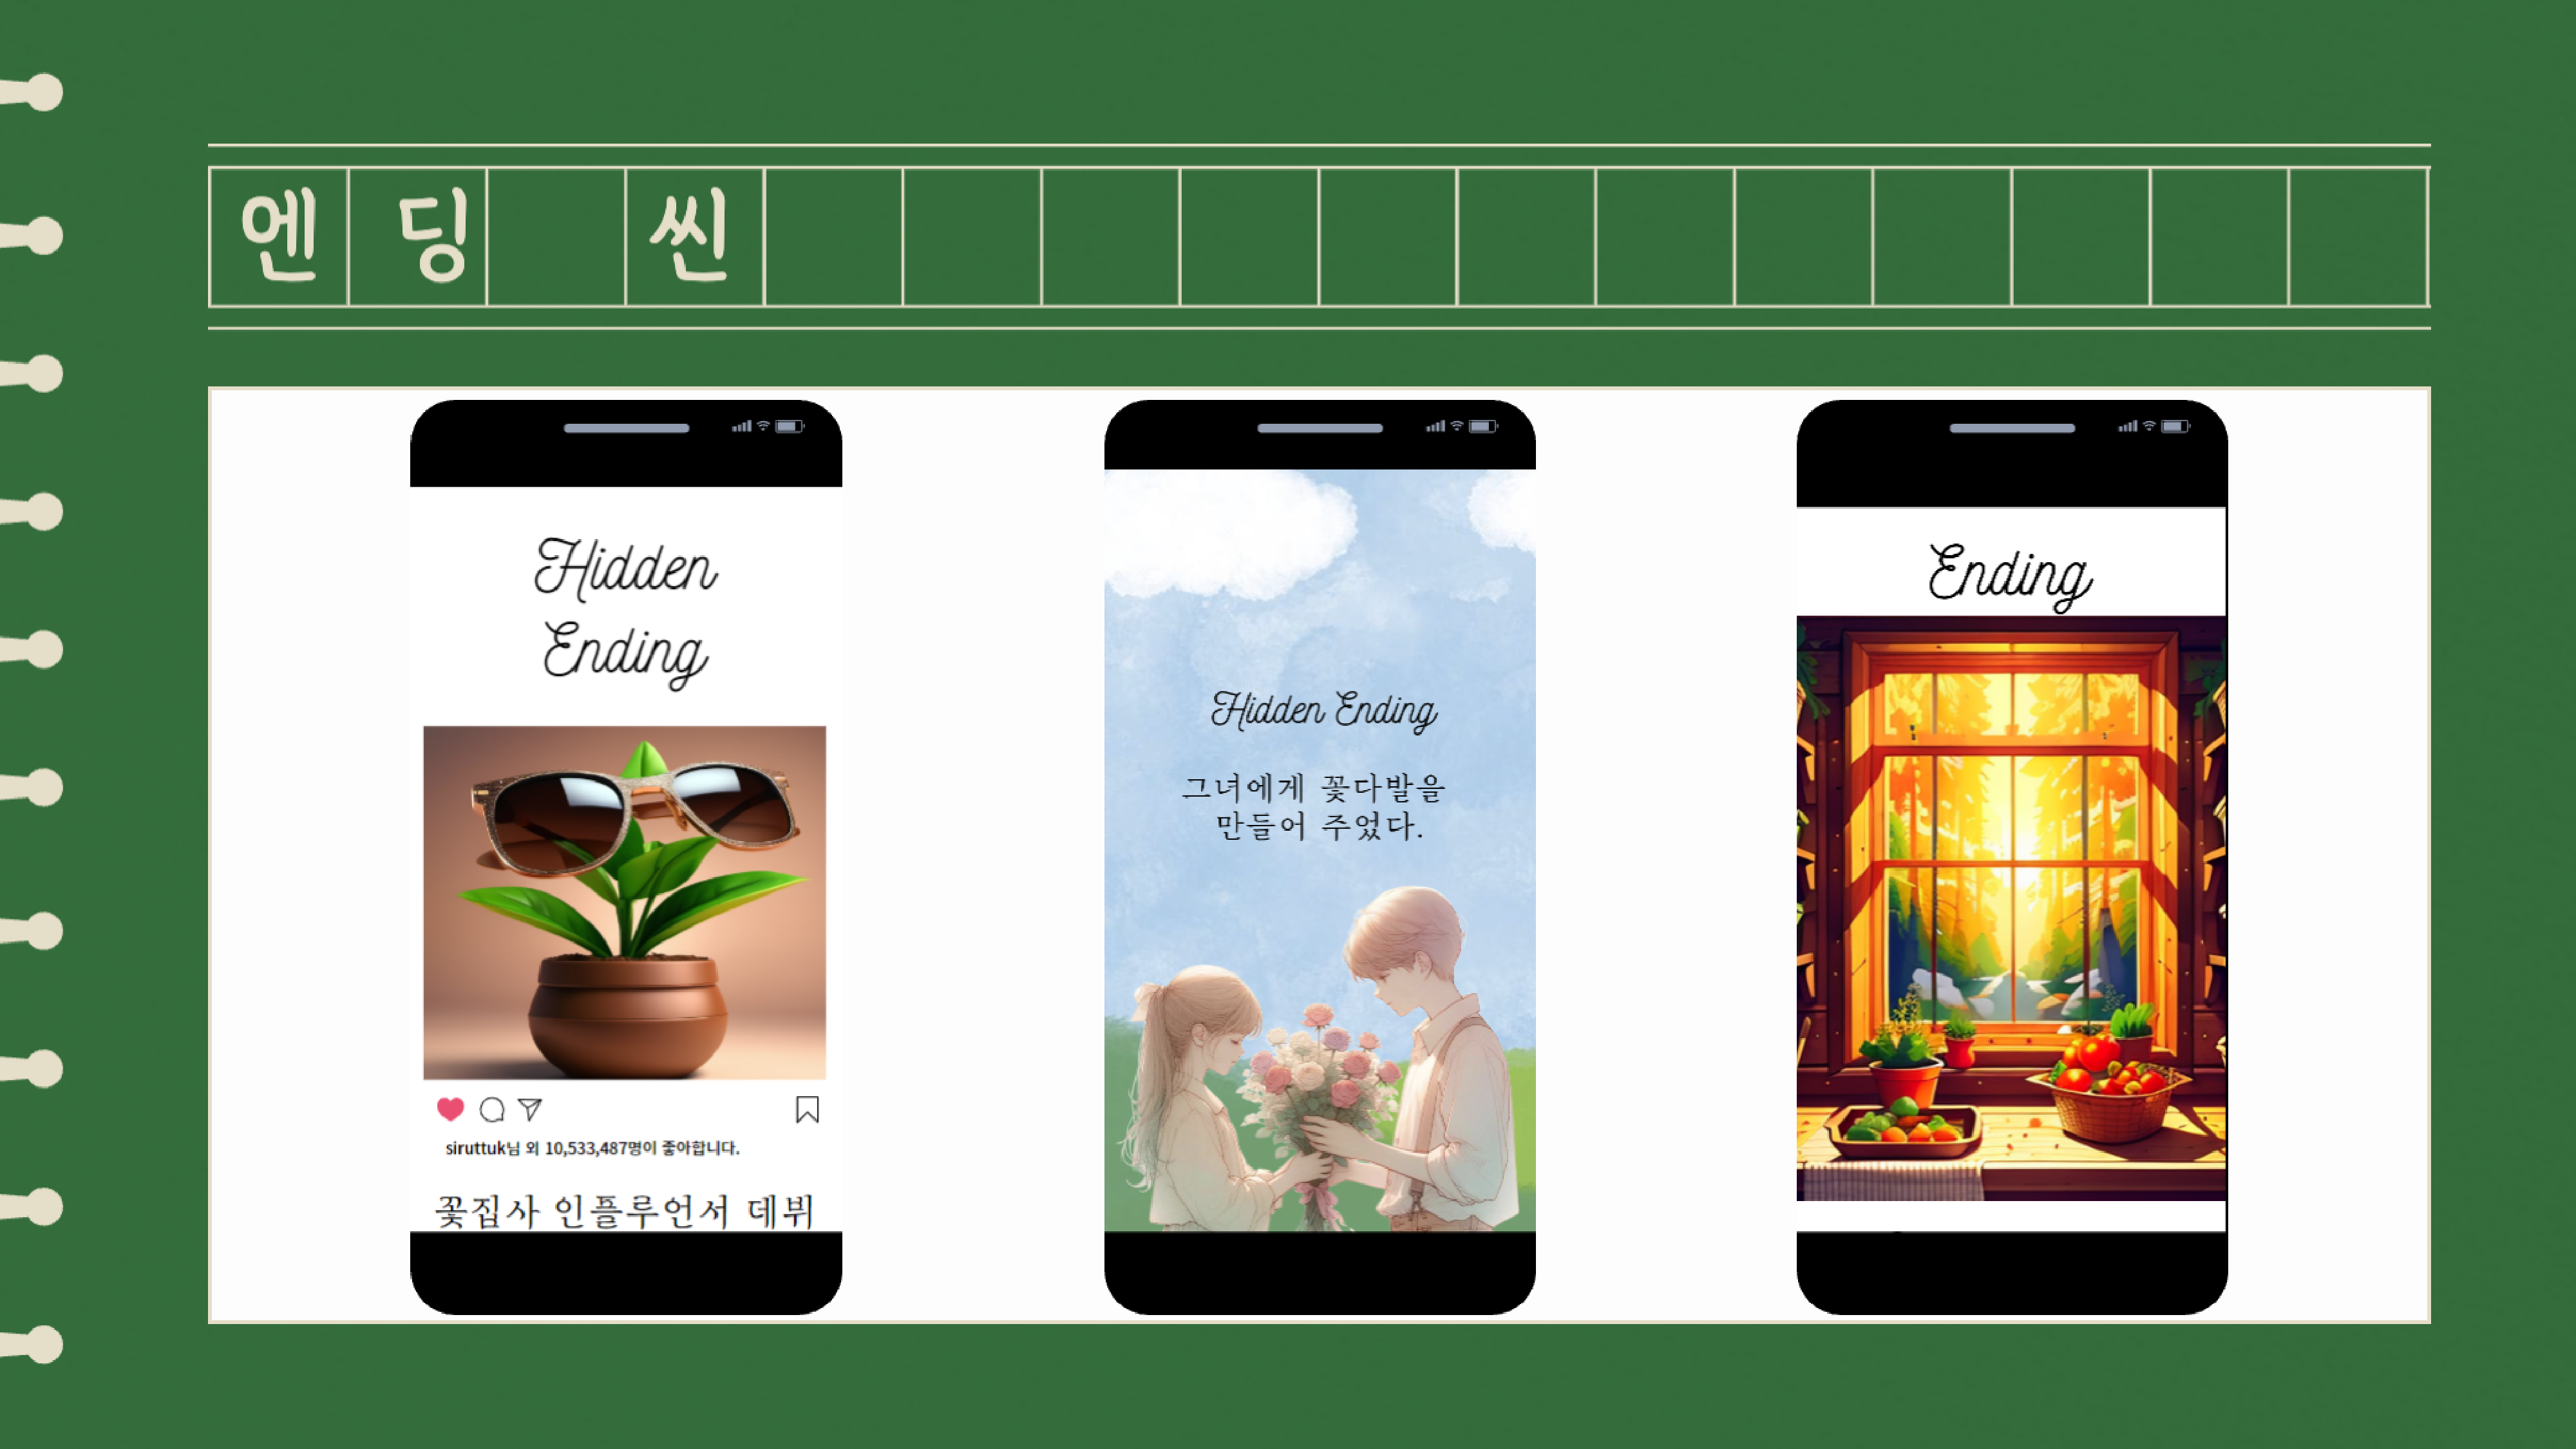 엔딩 씬
Hidden
Ending
siruttuk님 외 10,533,487명이 좋아합니다.
꽃집사 인플루언서 데뷔
Hidden Ending
그녀에게 꽃다발을
만들어 주었다.
Ending